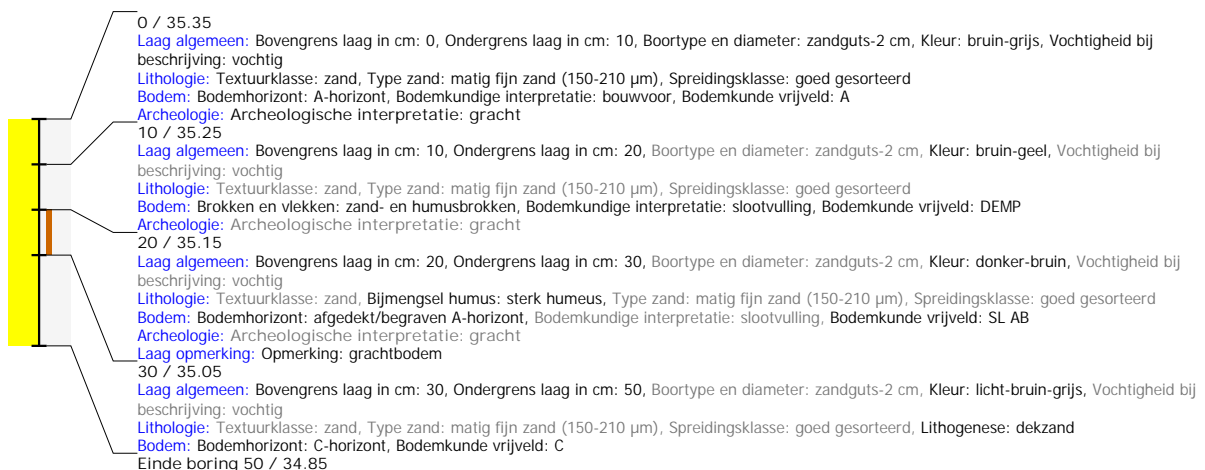 0 / 35.35
Laag algemeen: Bovengrens laag in cm: 0, Ondergrens laag in cm: 10, Boortype en diameter: zandguts-2 cm, Kleur: bruin-grijs, Vochtigheid bij
beschrijving: vochtig
Lithologie: Textuurklasse: zand, Type zand: matig fijn zand (150-210 µm), Spreidingsklasse: goed gesorteerd
Bodem: Bodemhorizont: A-horizont, Bodemkundige interpretatie: bouwvoor, Bodemkunde vrijveld: A
Archeologie: Archeologische interpretatie: gracht
10 / 35.25
Laag algemeen: Bovengrens laag in cm: 10, Ondergrens laag in cm: 20, Boortype en diameter: zandguts-2 cm, Kleur: bruin-geel, Vochtigheid bij
beschrijving: vochtig
Lithologie: Textuurklasse: zand, Type zand: matig fijn zand (150-210 µm), Spreidingsklasse: goed gesorteerd
Bodem: Brokken en vlekken: zand- en humusbrokken, Bodemkundige interpretatie: slootvulling, Bodemkunde vrijveld: DEMP
Archeologie: Archeologische interpretatie: gracht
20 / 35.15
Laag algemeen: Bovengrens laag in cm: 20, Ondergrens laag in cm: 30, Boortype en diameter: zandguts-2 cm, Kleur: donker-bruin, Vochtigheid bij
beschrijving: vochtig
Lithologie: Textuurklasse: zand, Bijmengsel humus: sterk humeus, Type zand: matig fijn zand (150-210 µm), Spreidingsklasse: goed gesorteerd
Bodem: Bodemhorizont: afgedekt/begraven A-horizont, Bodemkundige interpretatie: slootvulling, Bodemkunde vrijveld: SL AB
Archeologie: Archeologische interpretatie: gracht
Laag opmerking: Opmerking: grachtbodem
30 / 35.05
Laag algemeen: Bovengrens laag in cm: 30, Ondergrens laag in cm: 50, Boortype en diameter: zandguts-2 cm, Kleur: licht-bruin-grijs, Vochtigheid bij
beschrijving: vochtig
Lithologie: Textuurklasse: zand, Type zand: matig fijn zand (150-210 µm), Spreidingsklasse: goed gesorteerd, Lithogenese: dekzand
Bodem: Bodemhorizont: C-horizont, Bodemkunde vrijveld: C
Einde boring 50 / 34.85